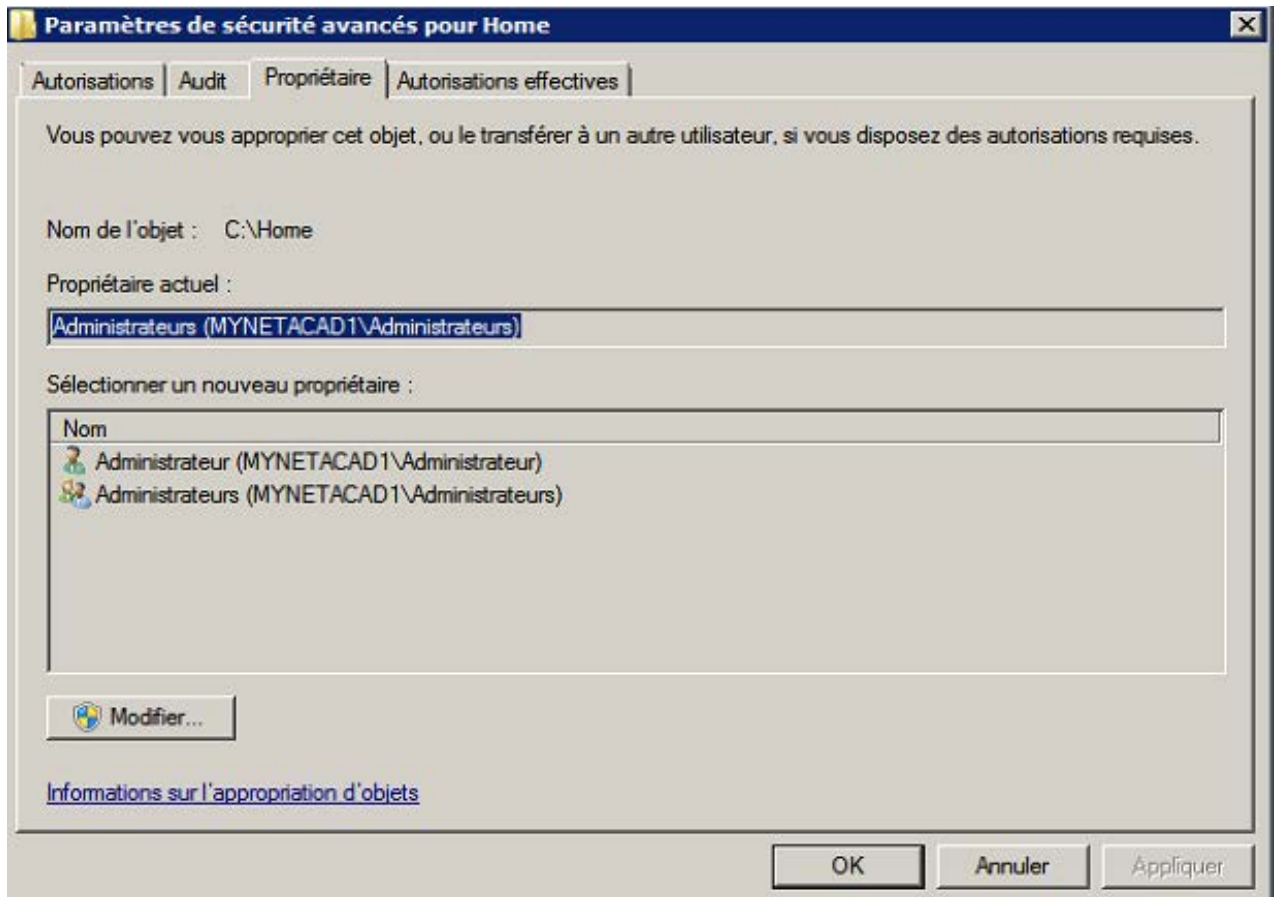 Paramètres de sécurité avancés pour Home
Autorisations Audit Propriétaire Autorisations effectives
Vous pouvez vous approprier cet objet, ou le transférer à un autre utilisateur, si vous disposez des autorisations requises.
Nom de l'objet : C:\Home
Propriétaire actuel :
Administrateurs (MYNETACAD1\Administrateurs)
Sélectionner un nouveau propriétaire :
Nom
Administrateur (MYNETACAD1\Administrateur)
Administrateurs (MYNETACAD1\Administrateurs)
Modifier...
Informations sur l'appropriation d'objets
OK Annuler Appliquer